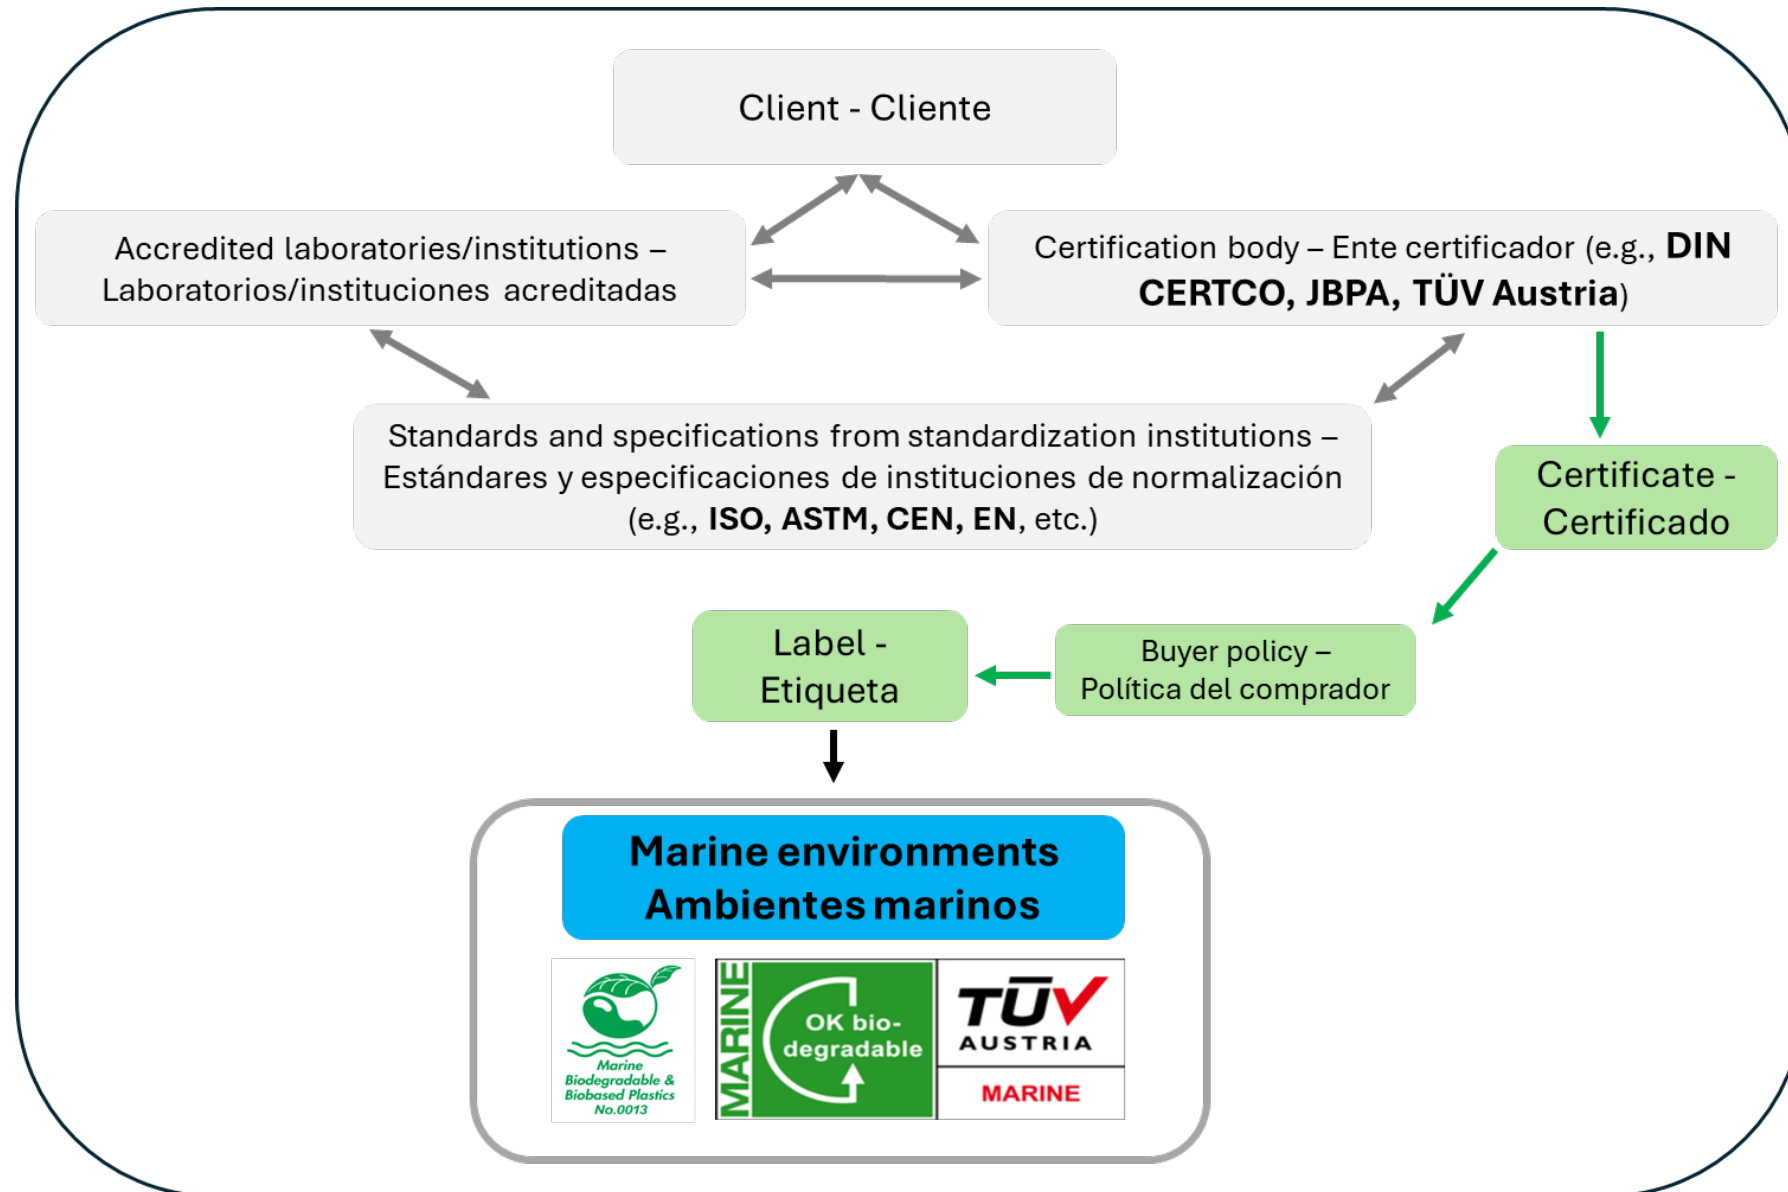 Client - Cliente
Accredited laboratories/institutions –
Laboratorios/instituciones acreditadas
Certification body – Ente certificador (e.g., DIN
CERTCO, JBPA, TÜV Austria)
Standards and specifications from standardization institutions –
Estándares y especificaciones de instituciones de normalización
(e.g., ISO, ASTM, CEN, EN, etc.)
Certificate -
Certificado
Buyer policy –
Política del comprador
Label -
Etiqueta
Marine environments
Ambientes marinos
Marine
Biodegradable &
Biobased Plastics
No.0013
MARINE
OK bio-
degradable
TÜV
AUSTRIA
MARINE